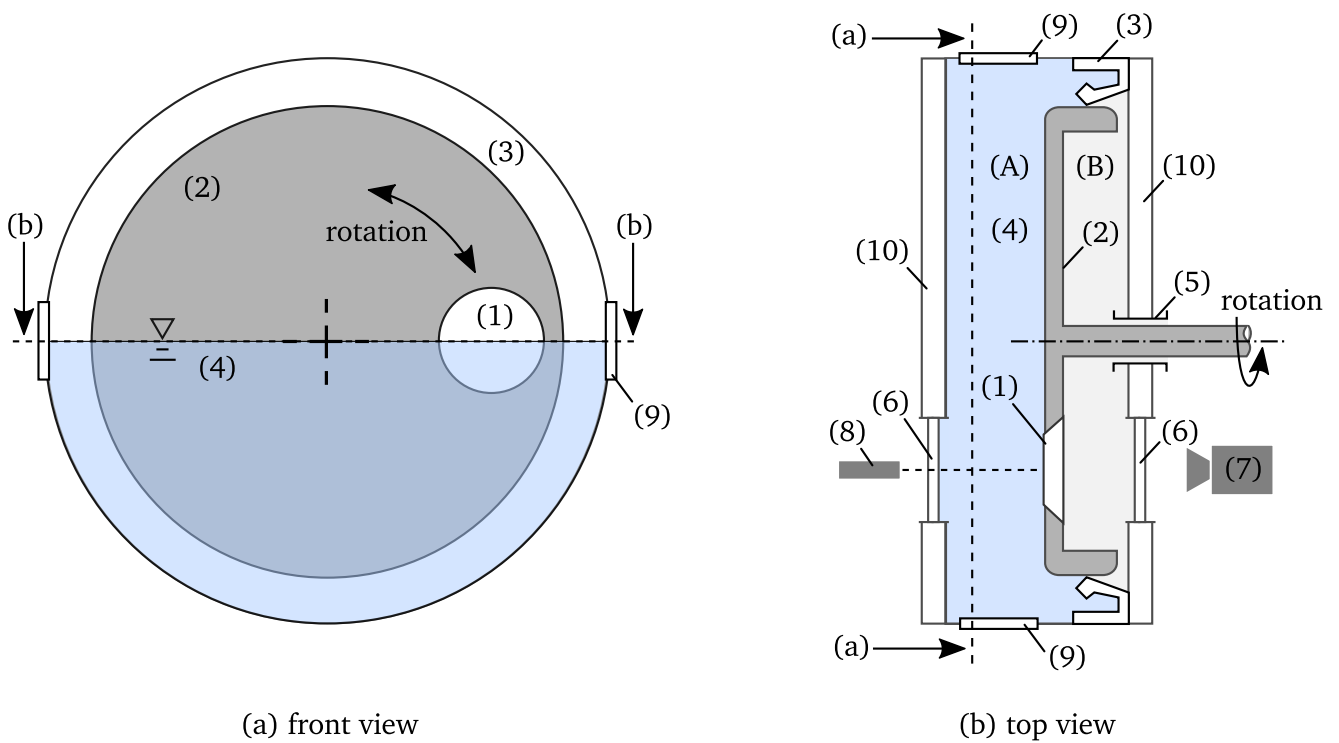 (a)
(9)
(3)
(3)
(2)
(A)
(B)
(10)
(b)
rotation
(b)
(4)
(2)
(10)
(5)
rotation
(1)
(4)
(1)
(6)
(9)
(8)
(6)
(7)
(a)
(9)
(a) front view
(b) top view